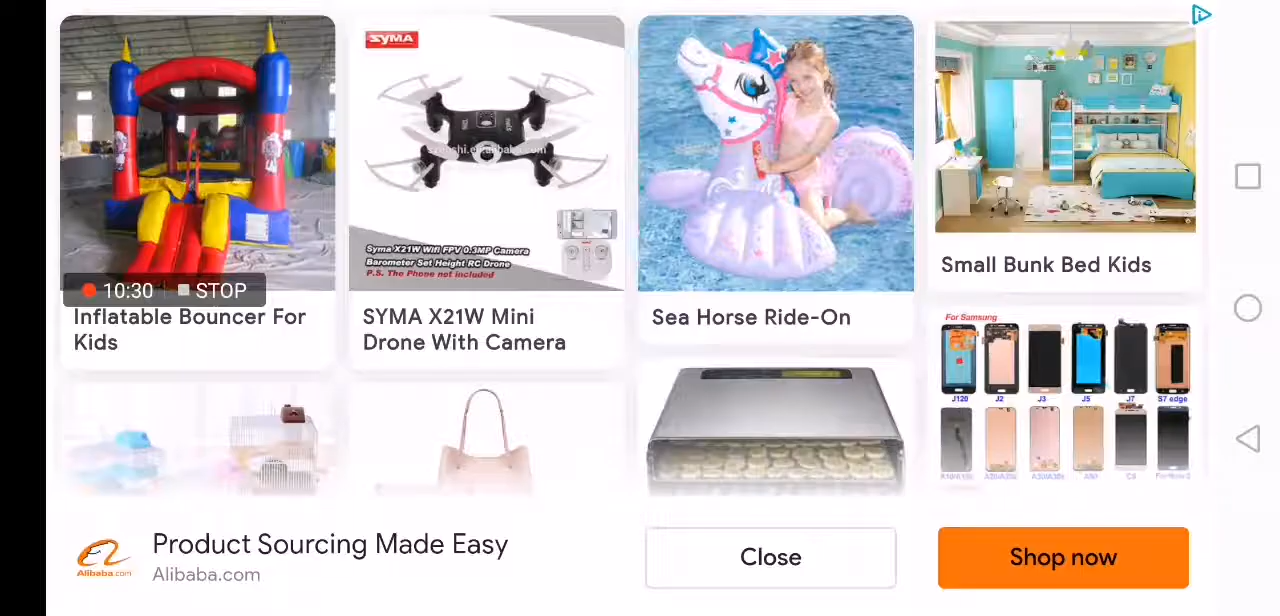 SYMA
Syma X21W Wifi FPV 0.3MP Camera
Barometer Set Height RC Drone
P.S. The Phone not included
10:30 STOP
Inflatable Bouncer For
Kids
SYMA X21W Mini
Drone With Camera
Sea Horse Ride-On
Small Bunk Bed Kids
For Samsung
J120 J2 J3 J5 J7 S7 edge
Product Sourcing Made Easy
Alibaba.com
Alibaba.com
Close
Shop now